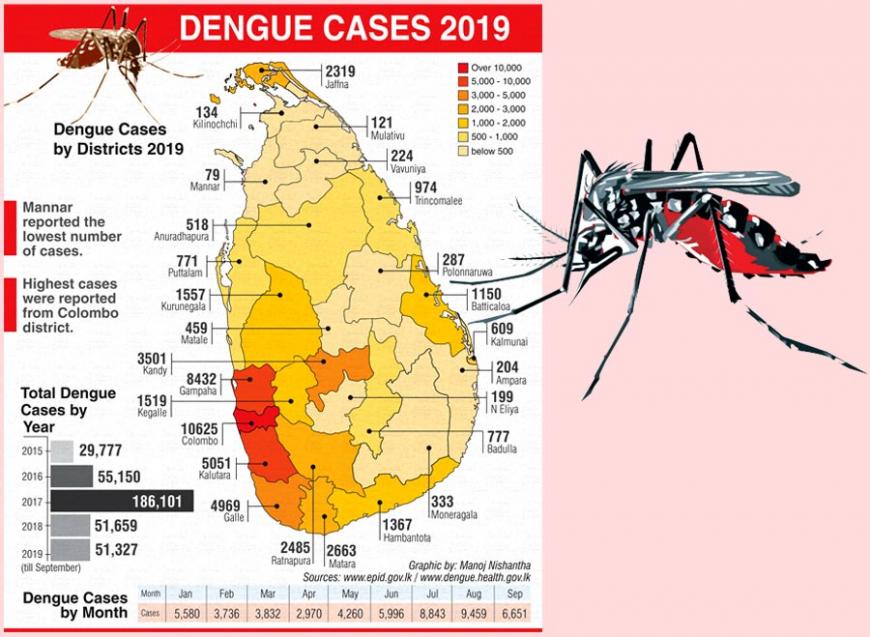 DENGUE CASES 2019
Dengue Cases
by Districts 2019
Over 10,000
5,000 - 10,000
3,000 - 5,000
2,000 - 3,000
1,000 - 2,000
500 - 1,000
below 500
2319
Jaffna
134
Kilinochchi
121
Mulativu
224
Vavuniya
79
Mannar
974
Trincomalee
Mannar
reported the
lowest number
of cases.
518
Anuradhapura
771
Puttalam
287
Polonnaruwa
Highest cases
were reported
from Colombo
district.
1557
Kurunegala
1150
Batticaloa
459
Matale
609
Kalmunai
3501
Kandy
204
Ampara
8432
Gampaha
1519
Kegalle
199
N Eliya
10625
Colombo
777
Badulla
5051
Kalutara
333
Moneragala
4969
Galle
1367
Hambantota
2485
Ratnapura
2663
Matara
Total Dengue
Cases by
Year
2015 29,777
2016 55,150
2017 186,101
2018 51,659
2019 51,327
(till September)
Graphic by: Manoj Nishantha
Sources: www.epid.gov.lk / www.dengue.health.gov.lk
Dengue Cases
by Month
Month Jan Feb Mar Apr May Jun Jul Aug Sep
Cases 5,580 3,736 3,832 2,970 4,260 5,996 8,843 9,459 6,651